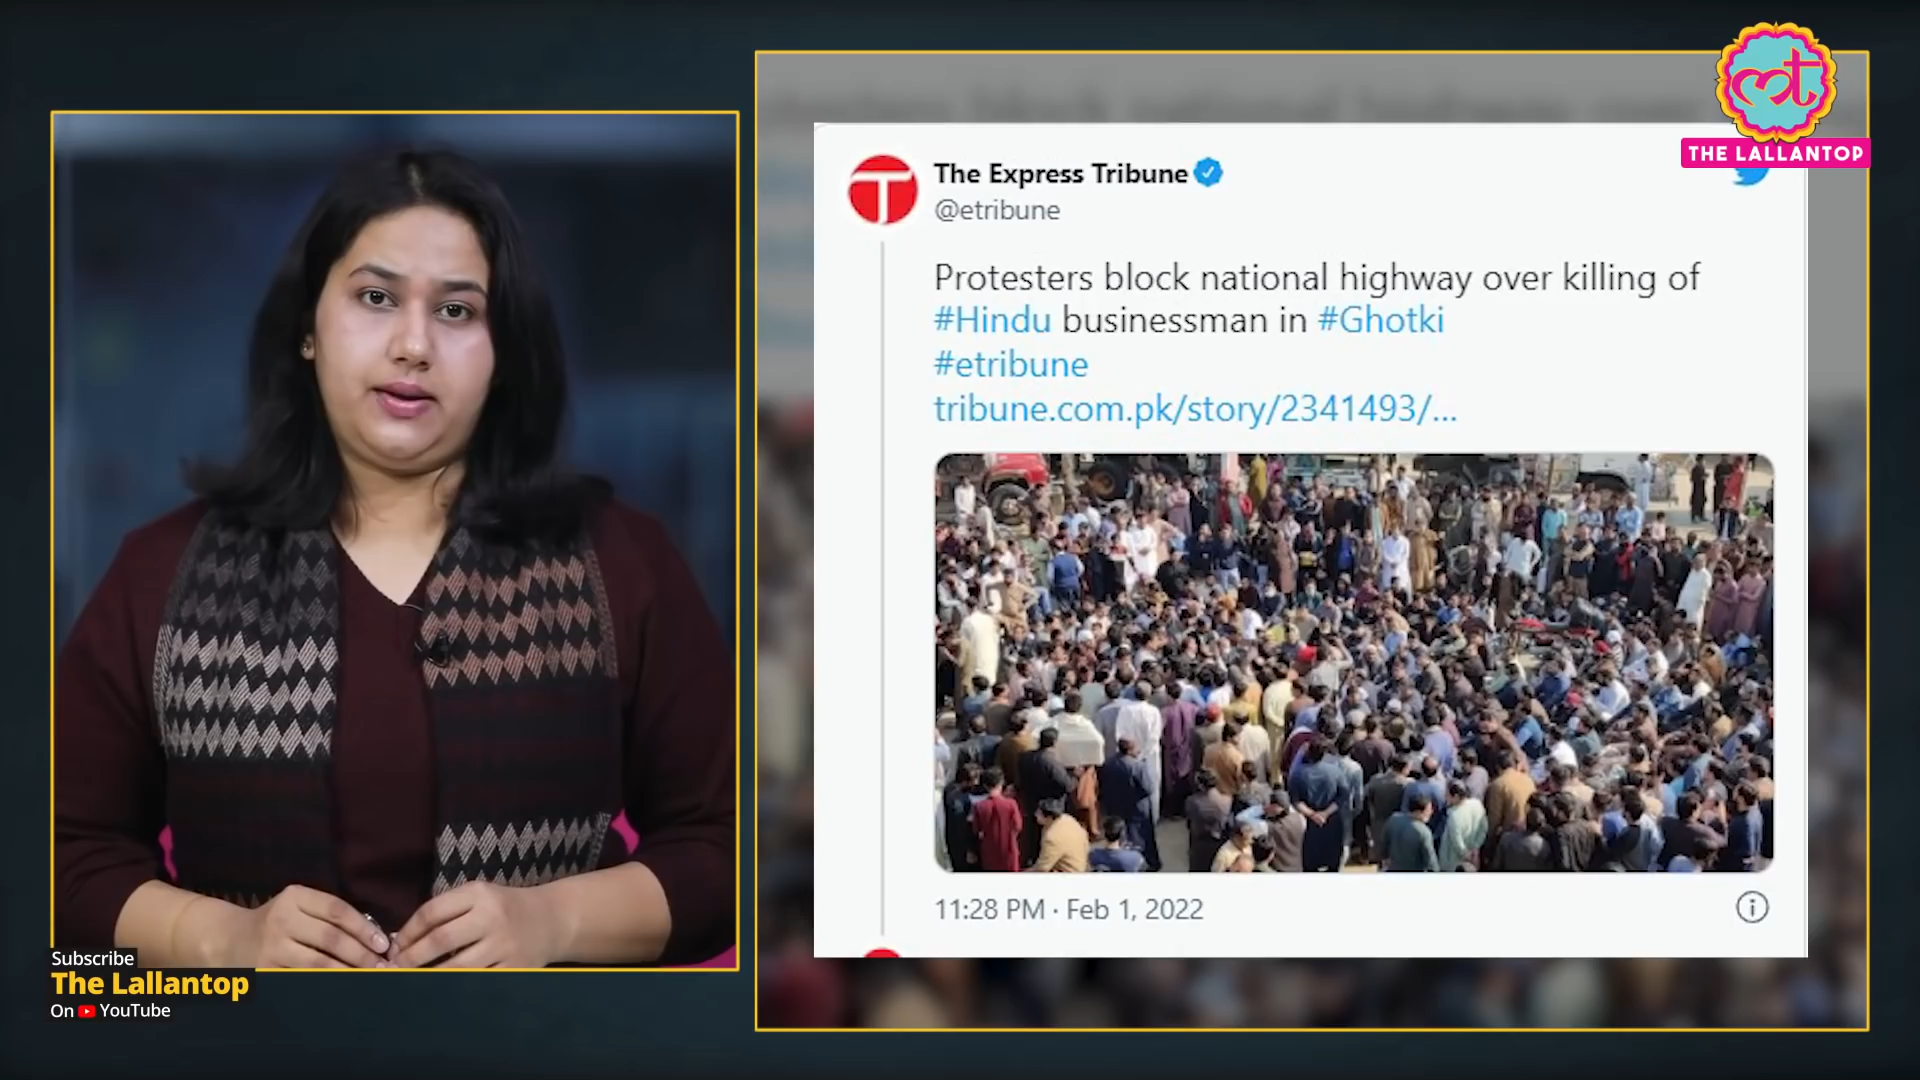 THE LALLANTOP
The Express Tribune
@etribune
Protesters block national highway over killing of
#Hindu businessman in #Ghotki
#etribune
tribune.com.pk/story/2341493/...
11:28 PM · Feb 1, 2022
Subscribe
The Lallantop
On YouTube